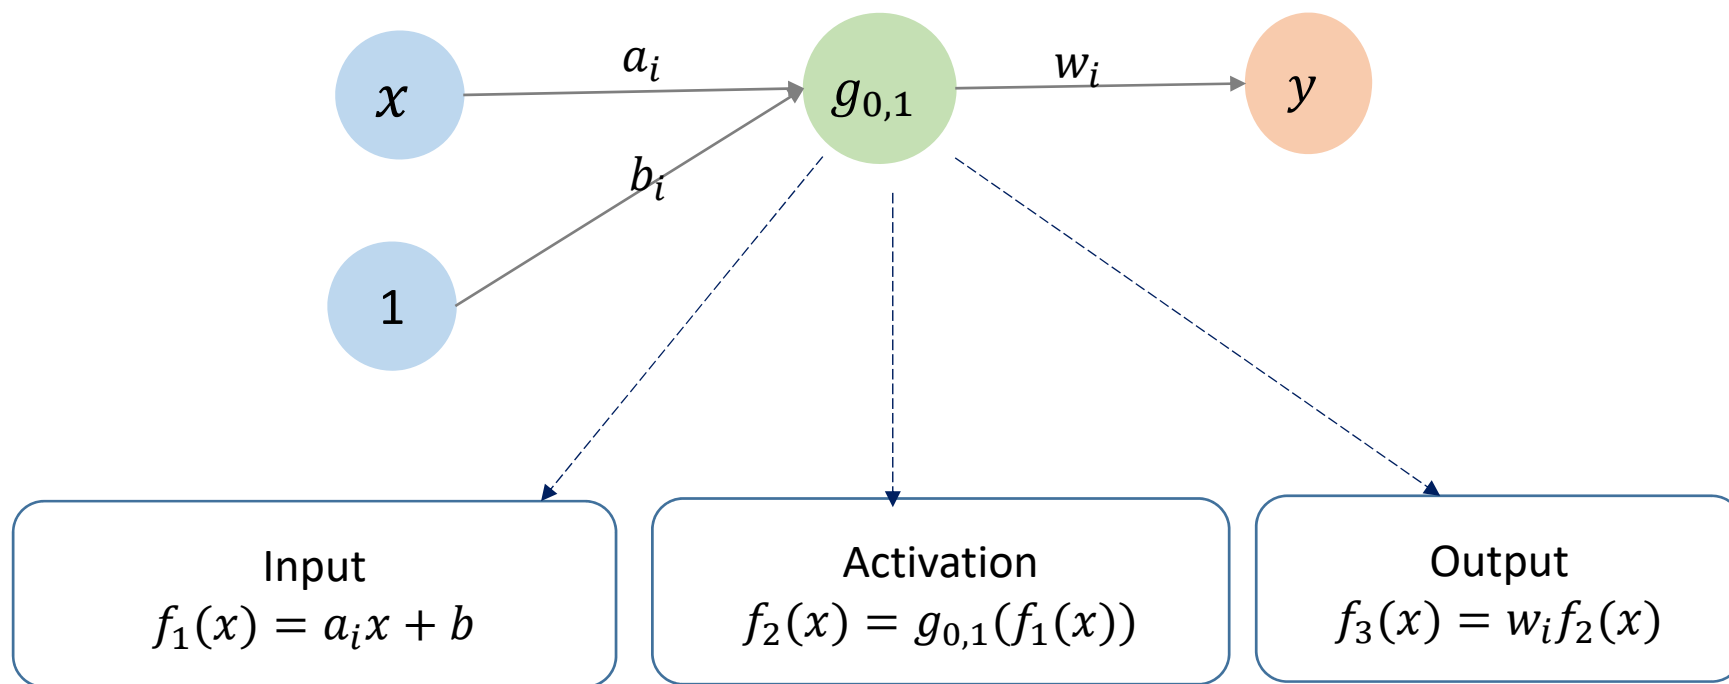 x
a_i
g_{0,1}
w_i
y
b_i
1
Input
f_1(x) = a_i x + b
Activation
f_2(x) = g_{0,1}(f_1(x))
Output
f_3(x) = w_i f_2(x)